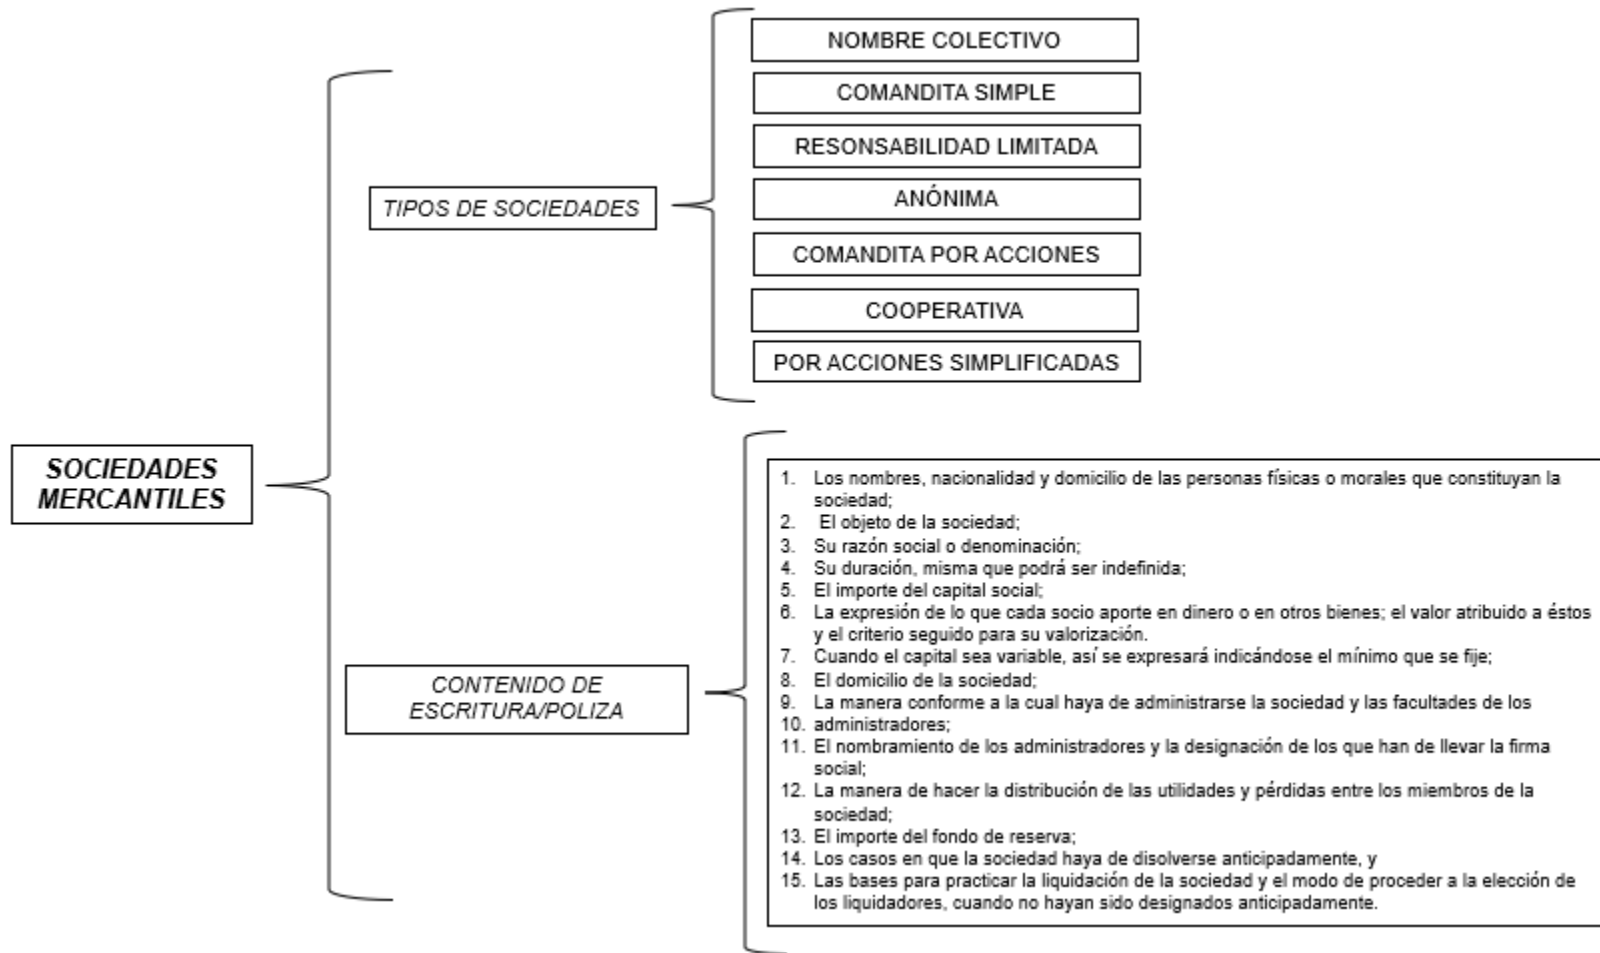 NOMBRE COLECTIVO
COMANDITA SIMPLE
RESONSABILIDAD LIMITADA
TIPOS DE SOCIEDADES
ANÓNIMA
COMANDITA POR ACCIONES
COOPERATIVA
POR ACCIONES SIMPLIFICADAS
SOCIEDADES
MERCANTILES
CONTENIDO DE
ESCRITURA/POLIZA
1. Los nombres, nacionalidad y domicilio de las personas físicas o morales que constituyan la
sociedad;
2. El objeto de la sociedad;
3. Su razón social o denominación;
4. Su duración, misma que podrá ser indefinida;
5. El importe del capital social;
6. La expresión de lo que cada socio aporte en dinero o en otros bienes; el valor atribuido a éstos
y el criterio seguido para su valorización.
7. Cuando el capital sea variable, así se expresará indicándose el mínimo que se fije;
8. El domicilio de la sociedad;
9. La manera conforme a la cual haya de administrarse la sociedad y las facultades de los
10. administradores;
11. El nombramiento de los administradores y la designación de los que han de llevar la firma
social;
12. La manera de hacer la distribución de las utilidades y pérdidas entre los miembros de la
sociedad;
13. El importe del fondo de reserva;
14. Los casos en que la sociedad haya de disolverse anticipadamente, y
15. Las bases para practicar la liquidación de la sociedad y el modo de proceder a la elección de
los liquidadores, cuando no hayan sido designados anticipadamente.